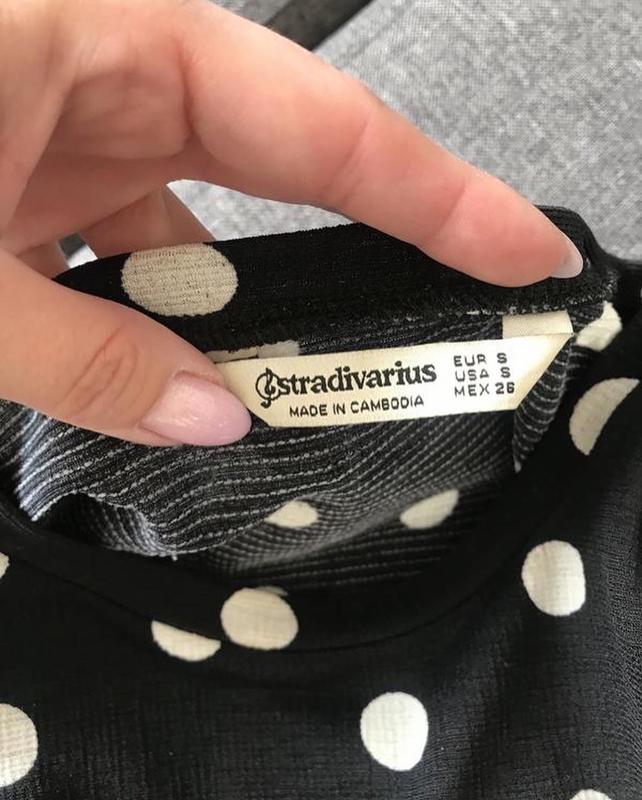 stradivarius
MADE IN CAMBODIA
EUR S
USA S
MEX 26